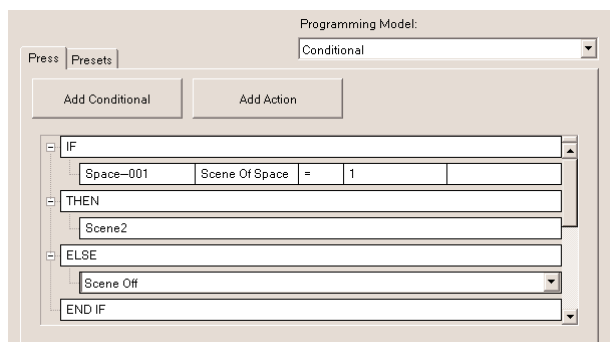 Programming Model:
Conditional
Press Presets
Add Conditional Add Action
IF
Space–001 Scene Of Space = 1
THEN
Scene2
ELSE
Scene Off
END IF